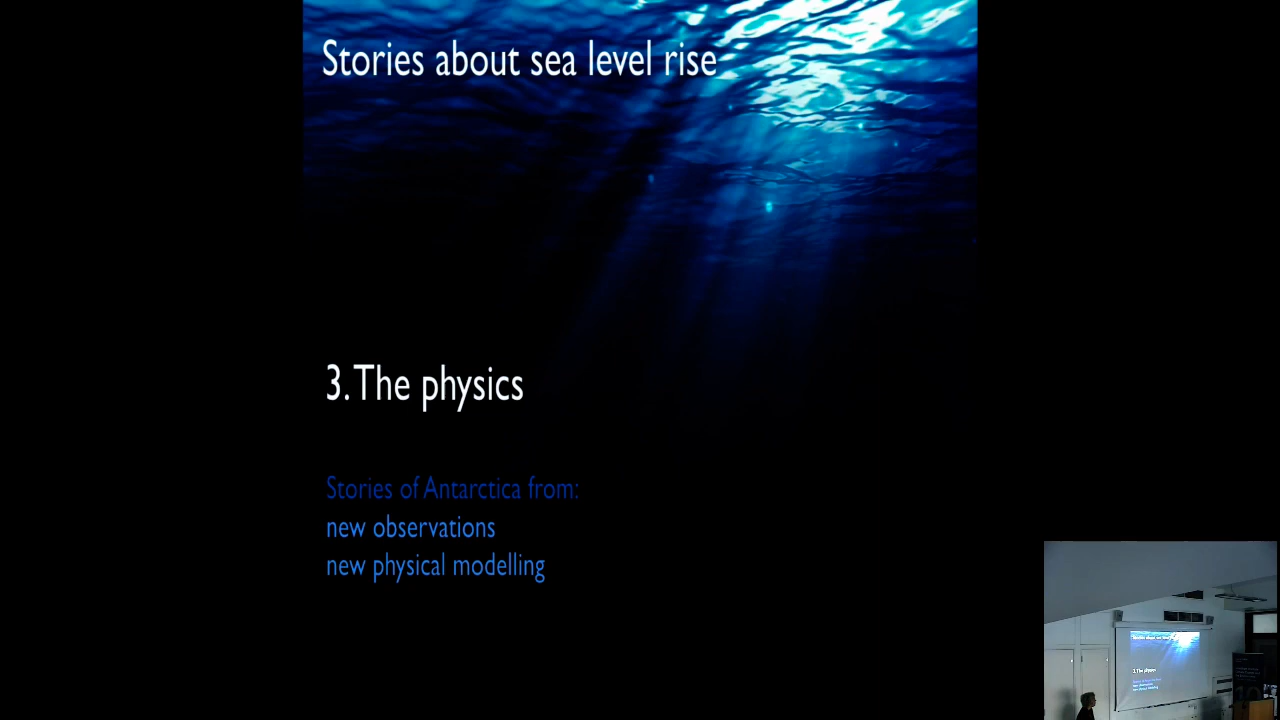 Stories about sea level rise
3. The physics
Stories of Antarctica from:
new observations
new physical modelling